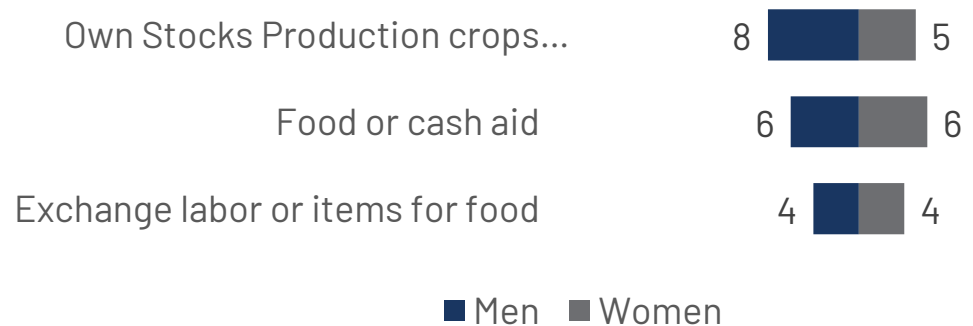 Own Stocks Production crops... 8 5
Food or cash aid 6 6
Exchange labor or items for food 4 4
Men Women